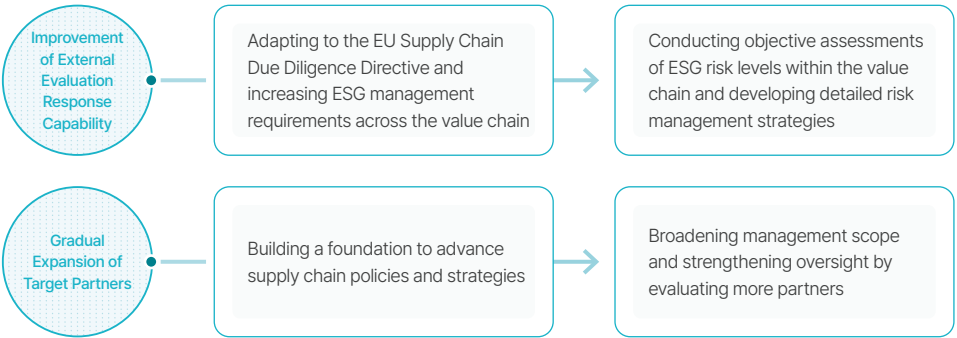 Improvement
of External
Evaluation
Response
Capability
Adapting to the EU Supply Chain
Due Diligence Directive and
increasing ESG management
requirements across the value chain
Conducting objective assessments
of ESG risk levels within the value
chain and developing detailed risk
management strategies
Gradual
Expansion of
Target Partners
Building a foundation to advance
supply chain policies and strategies
Broadening management scope
and strengthening oversight by
evaluating more partners